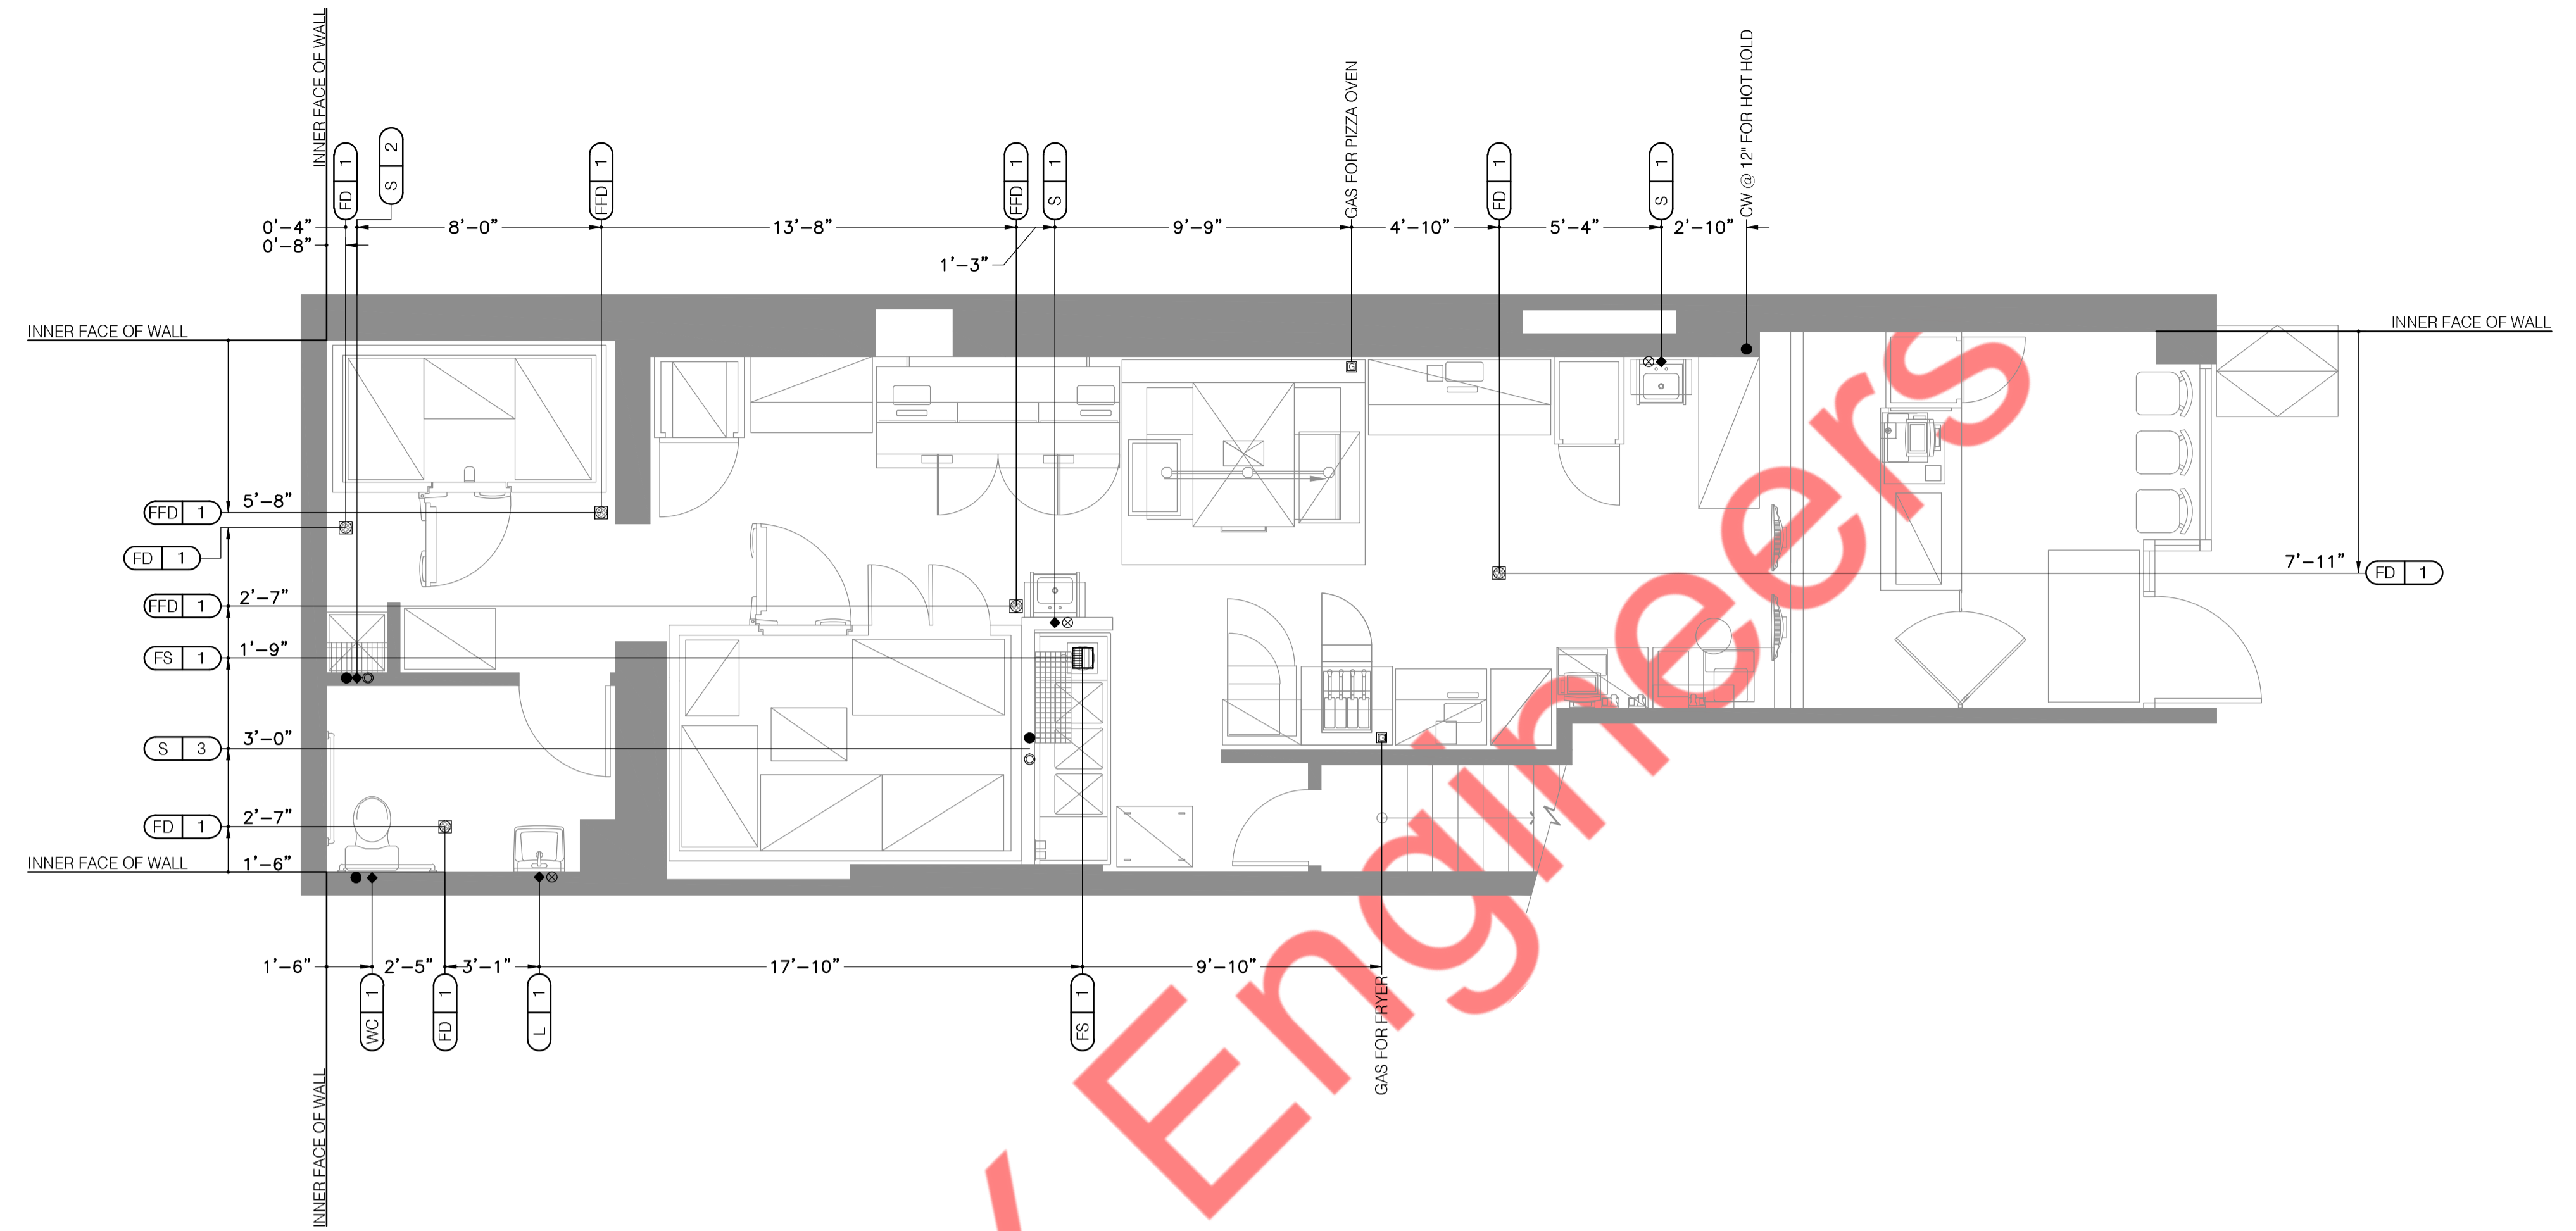 INNER FACE OF WALL
FD 1
S 2
FFD 1
FFD 1
S 1
GAS FOR PIZZA OVEN
FD 1
S 1
CW @ 12" FOR HOT HOLD
0'-4"
8'-0"
13'-8"
9'-9"
4'-10"
5'-4"
2'-10"
0'-8"
1'-3"
INNER FACE OF WALL
INNER FACE OF WALL
FFD 1
5'-8"
FD 1
FFD 1
2'-7"
FS 1
1'-9"
S 3
3'-0"
FD 1
2'-7"
INNER FACE OF WALL
1'-6"
7'-11"
FD 1
1'-6"
2'-5"
3'-1"
17'-10"
9'-10"
WC 1
FD 1
L 1
FS 1
GAS FOR FRYER
INNER FACE OF WALL
Engineers